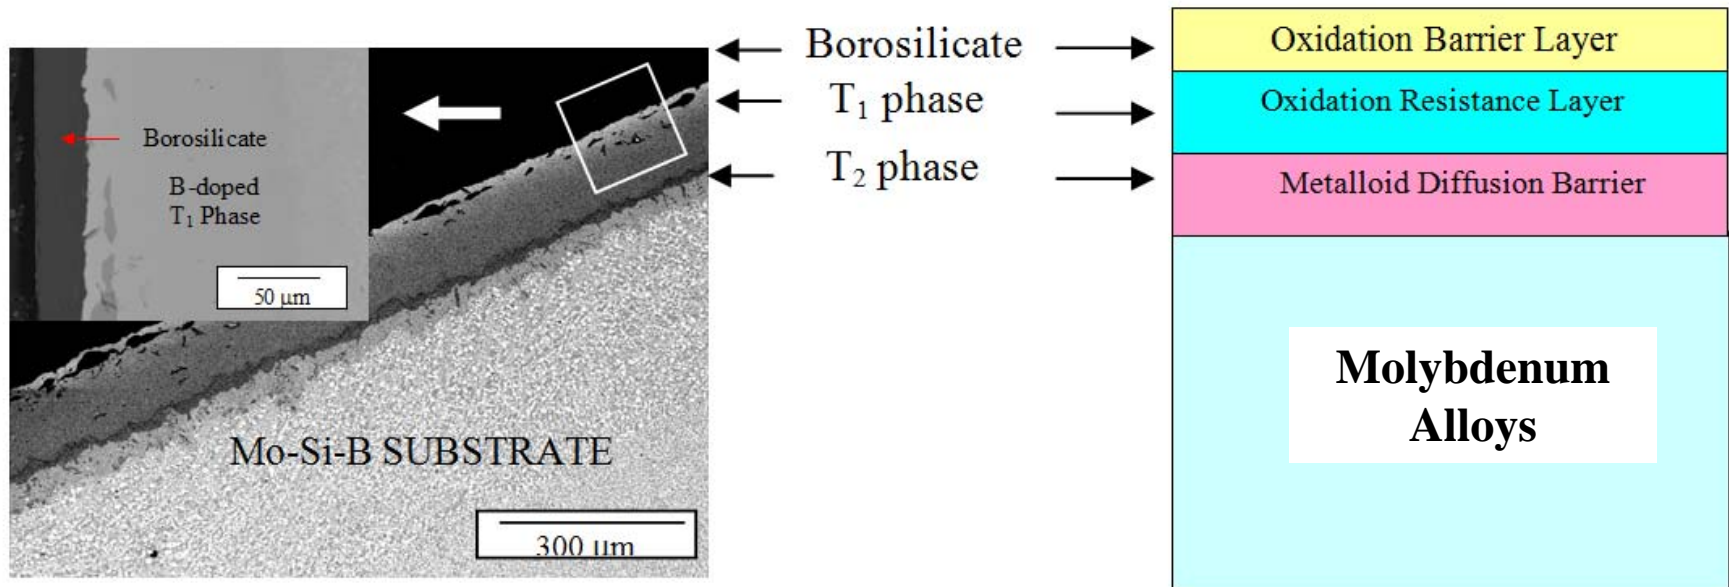 Borosilicate
T₁ phase
T₂ phase
Oxidation Barrier Layer
Oxidation Resistance Layer
Metalloid Diffusion Barrier
Molybdenum
Alloys
Borosilicate
B-doped
T₁ Phase
50 μm
Mo-Si-B SUBSTRATE
300 μm